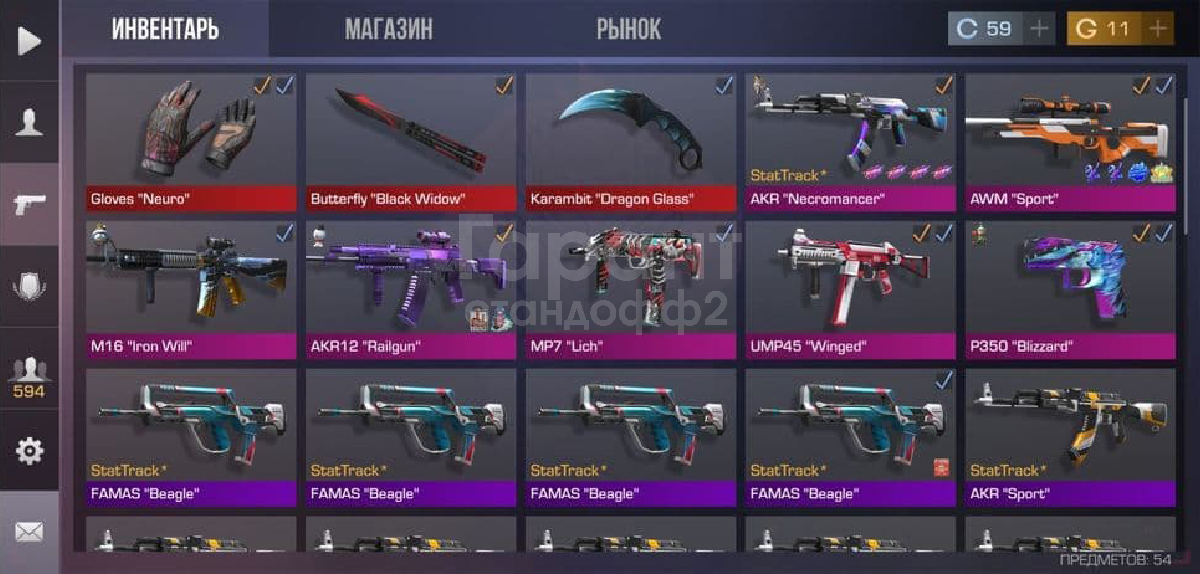 ИНВЕНТАРЬ
МАГАЗИН
РЫНОК
C 59 +
G 11 +
Gloves "Neuro"
Butterfly "Black Widow"
Karambit "Dragon Glass"
StatTrack*
AKR "Necromancer"
AWM "Sport"
M16 "Iron Will"
AKR12 "Railgun"
MP7 "Lich"
UMP45 "Winged"
P350 "Blizzard"
Гарант
стандофф2
594
StatTrack*
FAMAS "Beagle"
StatTrack*
FAMAS "Beagle"
StatTrack*
FAMAS "Beagle"
StatTrack*
FAMAS "Beagle"
StatTrack*
AKR "Sport"
ПРЕДМЕТОВ: 54